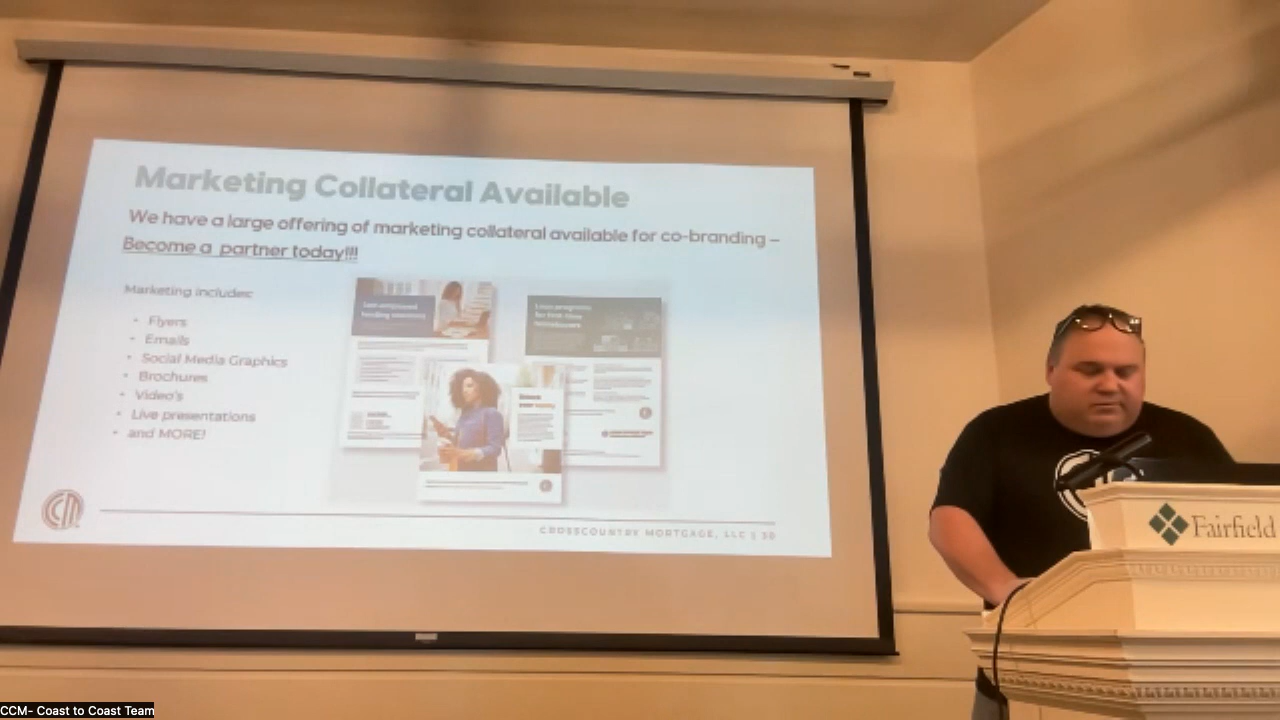 Marketing Collateral Available
We have a large offering of marketing collateral available for co-branding –
Become a partner today!!!
Marketing includes:
• Flyers
• Emails
• Social Media Graphics
• Brochures
• Video's
• Live presentations
• and MORE!
CCM
CROSSCOUNTRY MORTGAGE, LLC | 30
Fairfield
CCM- Coast to Coast Team